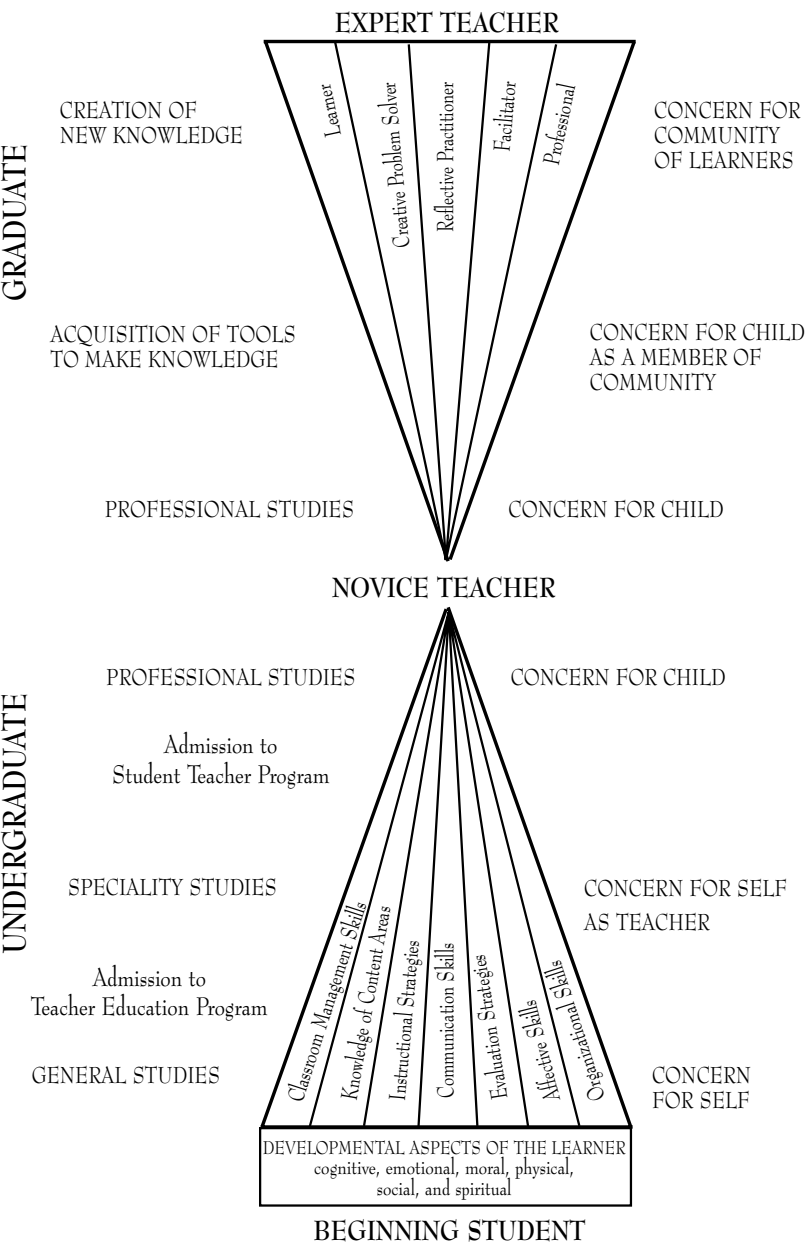 EXPERT TEACHER
Learner
Creative Problem Solver
Reflective Practitioner
Facilitator
Professional
CREATION OF
NEW KNOWLEDGE
CONCERN FOR
COMMUNITY
OF LEARNERS
GRADUATE
ACQUISITION OF TOOLS
TO MAKE KNOWLEDGE
CONCERN FOR CHILD
AS A MEMBER OF
COMMUNITY
PROFESSIONAL STUDIES
CONCERN FOR CHILD
NOVICE TEACHER
PROFESSIONAL STUDIES
CONCERN FOR CHILD
UNDERGRADUATE
Admission to
Student Teacher Program
SPECIALITY STUDIES
CONCERN FOR SELF
AS TEACHER
Admission to
Teacher Education Program
GENERAL STUDIES
CONCERN
FOR SELF
Classroom Management Skills
Knowledge of Content Areas
Instructional Strategies
Communication Skills
Evaluation Strategies
Affective Skills
Organizational Skills
DEVELOPMENTAL ASPECTS OF THE LEARNER
cognitive, emotional, moral, physical,
social, and spiritual
BEGINNING STUDENT